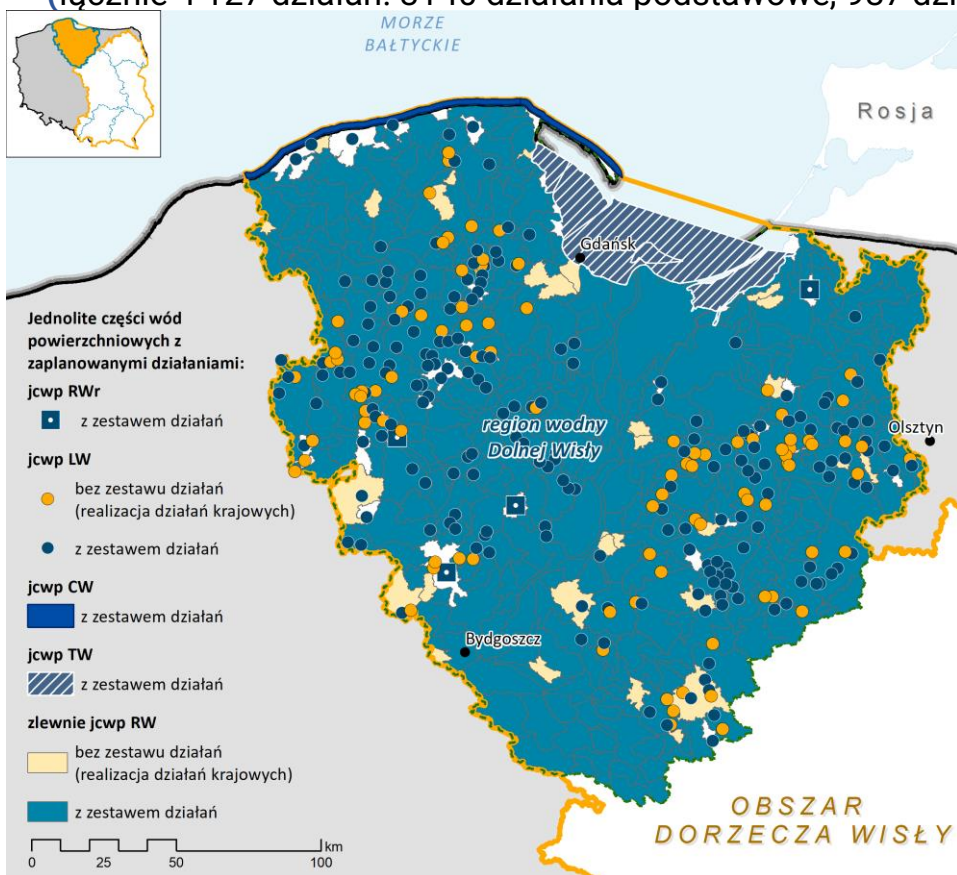 działań: działania podstawowe,
MORZE
BAŁTYCKIE
Rosja
Gdańsk
Jednolite części wód
powierzchniowych z
zaplanowanymi działaniami:
jcwp RWr
z zestawem działań
jcwp LW
bez zestawu działań
(realizacja działań krajowych)
z zestawem działań
jcwp CW
z zestawem działań
jcwp TW
z zestawem działań
zlewnie jcwp RW
bez zestawu działań
(realizacja działań krajowych)
z zestawem działań
region wodny
Dolnej Wisły
Olsztyn
Bydgoszcz
OBSZAR
DORZECZA WISŁY
km
0 25 50 100